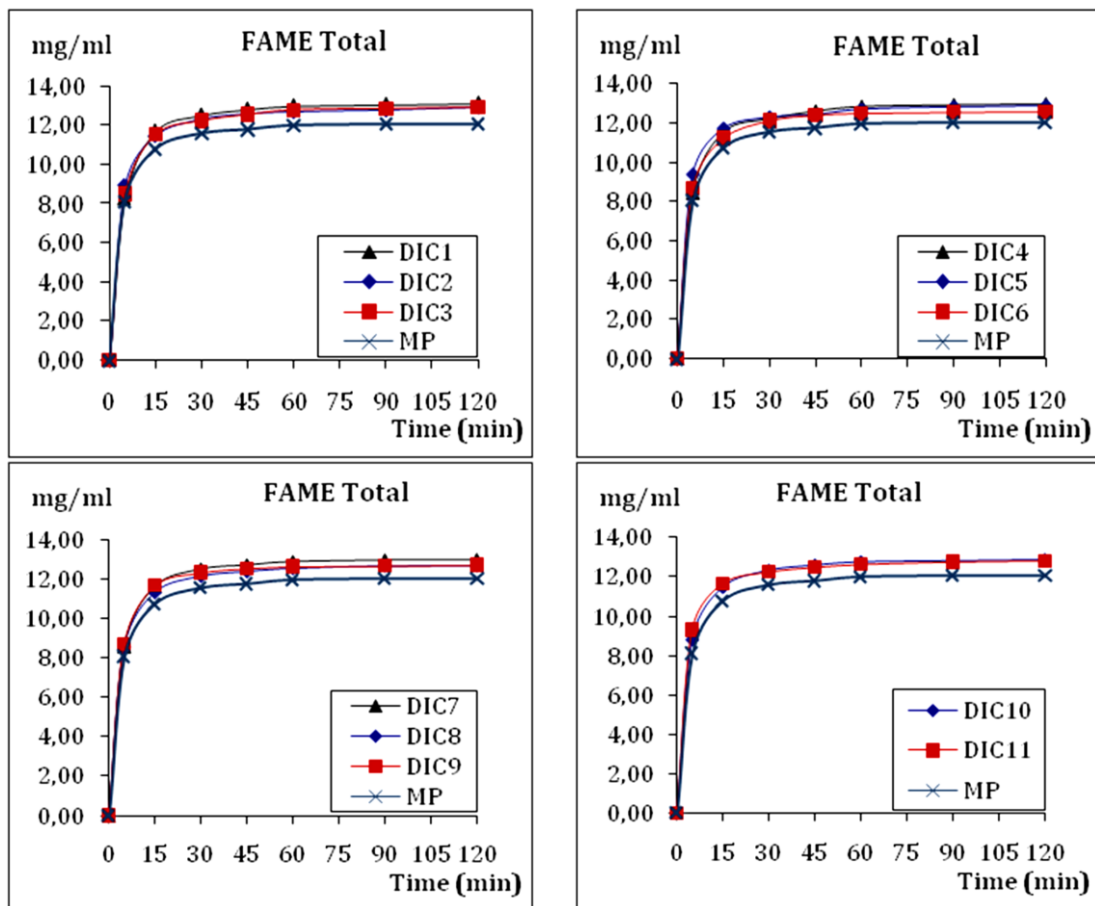 mg/ml
FAME Total
14,00
12,00
10,00
8,00
6,00
4,00
2,00
0,00
DIC1
DIC2
DIC3
MP
0 15 30 45 60 90 105 120
Time (min)
mg/ml
FAME Total
14,00
12,00
10,00
8,00
6,00
4,00
2,00
0,00
DIC4
DIC5
DIC6
MP
0 15 30 45 60 90 105 120
Time (min)
mg/ml
FAME Total
14,00
12,00
10,00
8,00
6,00
4,00
2,00
0,00
DIC7
DIC8
DIC9
MP
0 15 30 45 60 90 105 120
Time (min)
mg/ml
FAME Total
14,00
12,00
10,00
8,00
6,00
4,00
2,00
0,00
DIC10
DIC11
MP
0 15 30 45 60 90 105 120
Time (min)